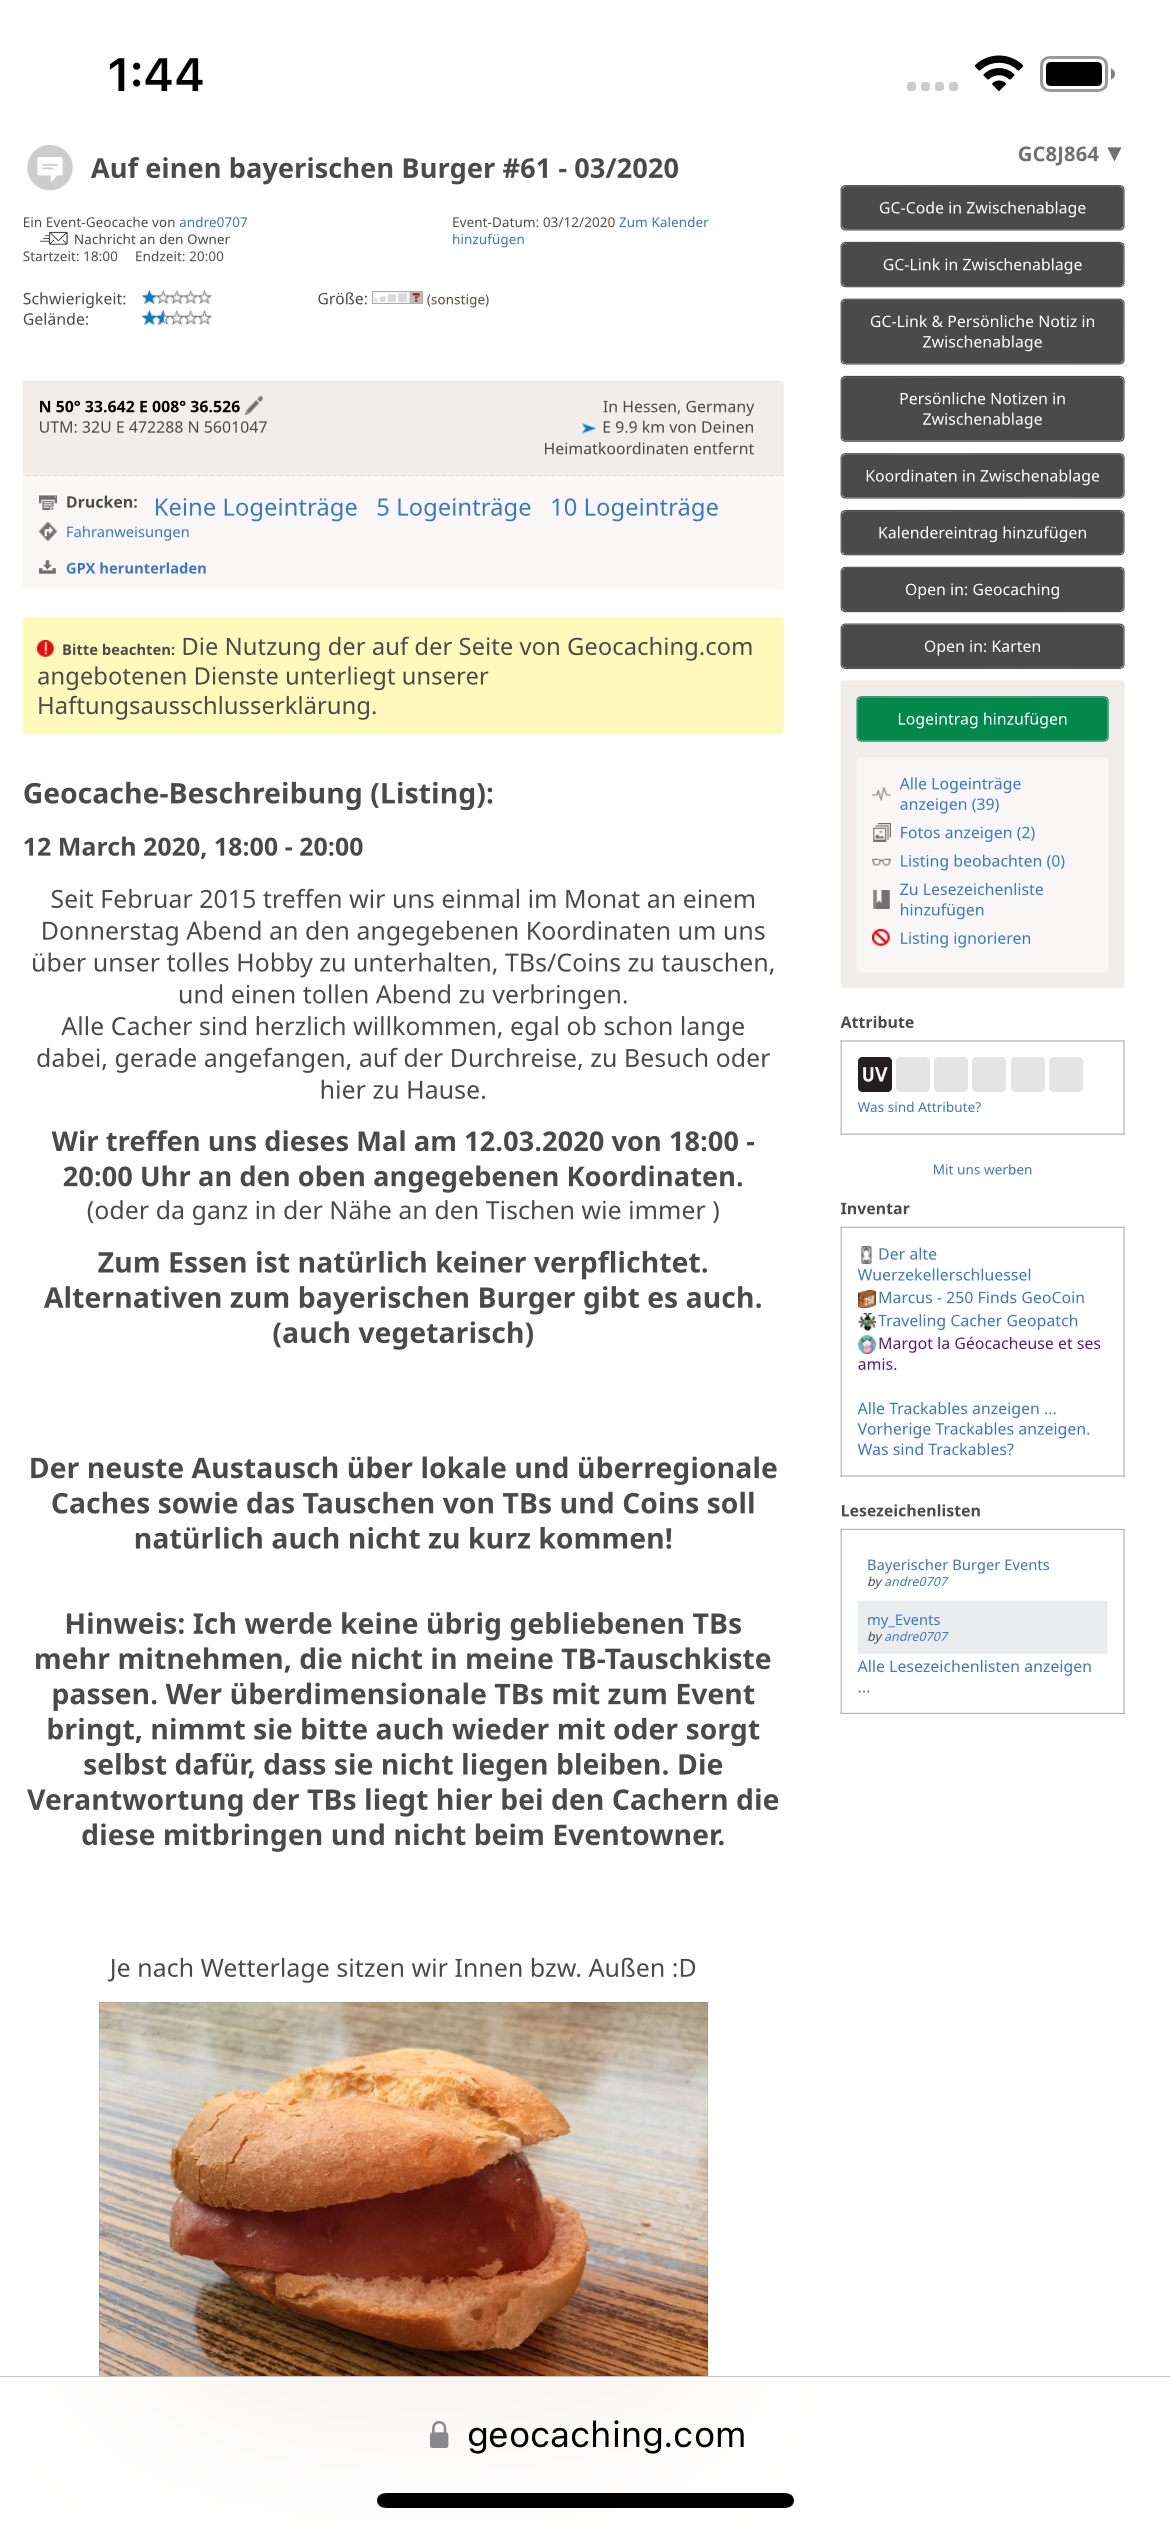 1:44
Auf einen bayerischen Burger #61 - 03/2020
GC8J864 ▼
Ein Event-Geocache von andre0707
Nachricht an den Owner
Startzeit: 18:00 Endzeit: 20:00
Event-Datum: 03/12/2020 Zum Kalender
hinzufügen
Schwierigkeit:
Größe: (sonstige)
Gelände:
N 50° 33.642 E 008° 36.526
UTM: 32U E 472288 N 5601047
In Hessen, Germany
E 9.9 km von Deinen
Heimatkoordinaten entfernt
Drucken: Keine Logeinträge 5 Logeinträge 10 Logeinträge
Fahranweisungen
GPX herunterladen
Bitte beachten: Die Nutzung der auf der Seite von Geocaching.com
angebotenen Dienste unterliegt unserer
Haftungsausschlusserklärung.
Geocache-Beschreibung (Listing):
12 March 2020, 18:00 - 20:00
Seit Februar 2015 treffen wir uns einmal im Monat an einem
Donnerstag Abend an den angegebenen Koordinaten um uns
über unser tolles Hobby zu unterhalten, TBs/Coins zu tauschen,
und einen tollen Abend zu verbringen.
Alle Cacher sind herzlich willkommen, egal ob schon lange
dabei, gerade angefangen, auf der Durchreise, zu Besuch oder
hier zu Hause.
Wir treffen uns dieses Mal am 12.03.2020 von 18:00 -
20:00 Uhr an den oben angegebenen Koordinaten.
(oder da ganz in der Nähe an den Tischen wie immer )
Zum Essen ist natürlich keiner verpflichtet.
Alternativen zum bayerischen Burger gibt es auch.
(auch vegetarisch)
Der neuste Austausch über lokale und überregionale
Caches sowie das Tauschen von TBs und Coins soll
natürlich auch nicht zu kurz kommen!
Hinweis: Ich werde keine übrig gebliebenen TBs
mehr mitnehmen, die nicht in meine TB-Tauschkiste
passen. Wer überdimensionale TBs mit zum Event
bringt, nimmt sie bitte auch wieder mit oder sorgt
selbst dafür, dass sie nicht liegen bleiben. Die
Verantwortung der TBs liegt hier bei den Cachern die
diese mitbringen und nicht beim Eventowner.
Je nach Wetterlage sitzen wir Innen bzw. Außen :D
GC-Code in Zwischenablage
GC-Link in Zwischenablage
GC-Link & Persönliche Notiz in
Zwischenablage
Persönliche Notizen in
Zwischenablage
Koordinaten in Zwischenablage
Kalendereintrag hinzufügen
Open in: Geocaching
Open in: Karten
Logeintrag hinzufügen
Alle Logeinträge
anzeigen (39)
Fotos anzeigen (2)
Listing beobachten (0)
Zu Lesezeichenliste
hinzufügen
Listing ignorieren
Attribute
UV
Was sind Attribute?
Mit uns werben
Inventar
Der alte
Wuerzekellerschluessel
Marcus - 250 Finds GeoCoin
Traveling Cacher Geopatch
Margot la Géocacheuse et ses
amis.
Alle Trackables anzeigen ...
Vorherige Trackables anzeigen.
Was sind Trackables?
Lesezeichenlisten
Bayerischer Burger Events
by andre0707
my_Events
by andre0707
Alle Lesezeichenlisten anzeigen
...
geocaching.com